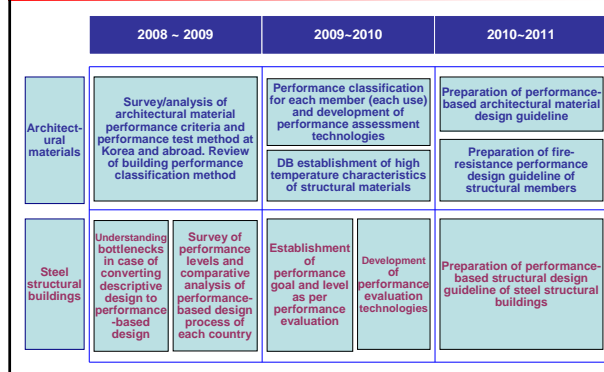 2008 ~ 2009
2009~2010
2010~2011
Architect-
ural
materials
Survey/analysis of
architectural material
performance criteria and
performance test method at
Korea and abroad. Review
of building performance
classification method
Performance classification
for each member (each use)
and development of
performance assessment
technologies
DB establishment of high
temperature characteristics
of structural materials
Preparation of performance-
based architectural material
design guideline
Preparation of fire-
resistance performance
design guideline of
structural members
Steel
structural
buildings
Understanding
bottlenecks
in case of
converting
descriptive
design to
performance
-based
design
Survey of
performance
levels and
comparative
analysis of
performance-
based design
process of
each country
Establishment
of
performance
goal and level
as per
performance
evaluation
Development
of
performance
evaluation
technologies
Preparation of performance-
based structural design
guideline of steel structural
buildings